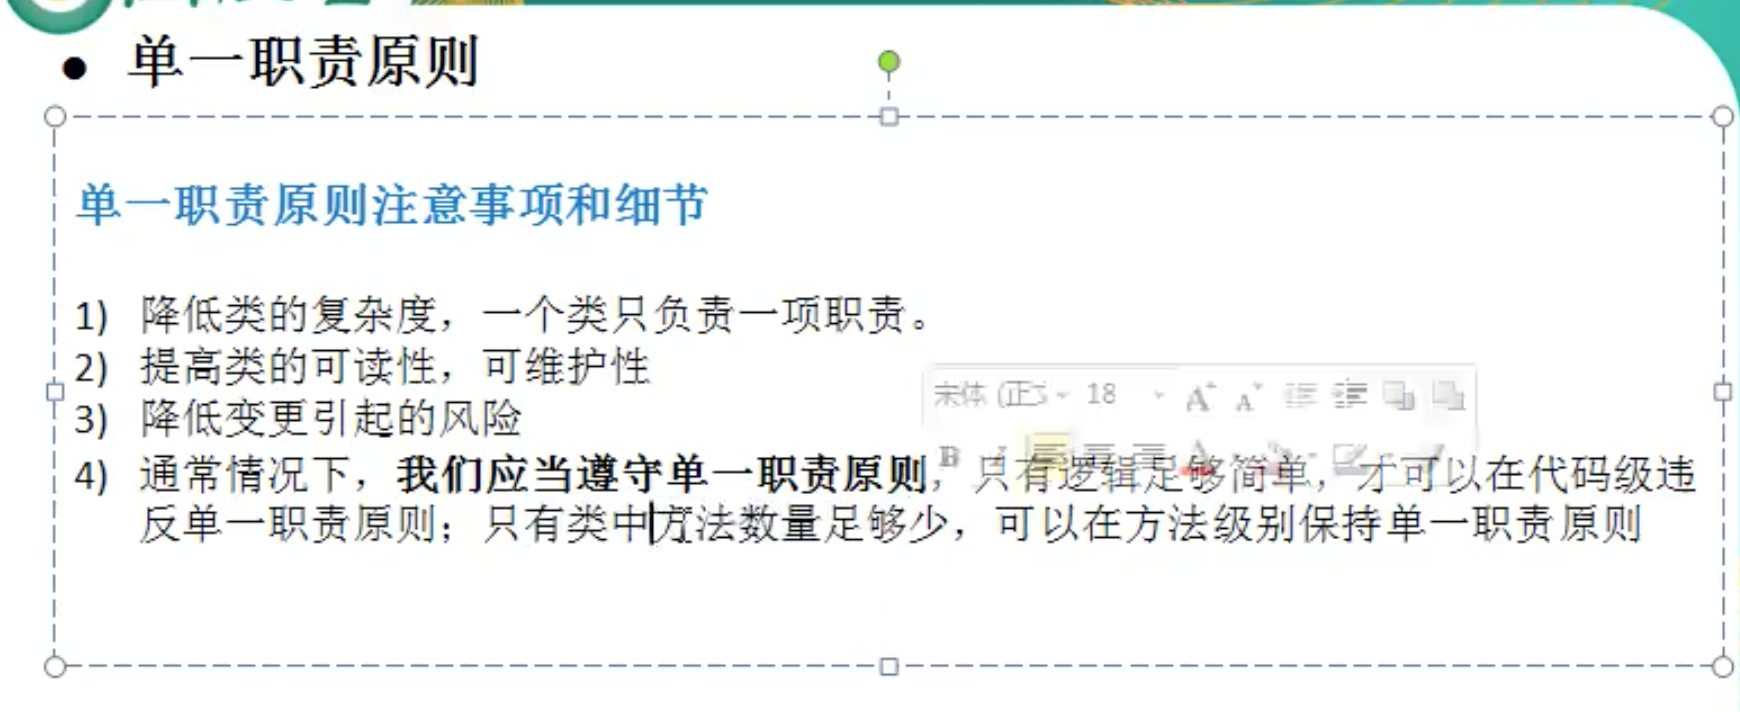 ● 单一职责原则
单一职责原则注意事项和细节
1) 降低类的复杂度，一个类只负责一项职责。
2) 提高类的可读性，可维护性
宋体 (正文 18
3) 降低变更引起的风险
4) 通常情况下，我们应当遵守单一职责原则，只有逻辑足够简单，才可以在代码级违
反单一职责原则；只有类中方法数量足够少，可以在方法级别保持单一职责原则